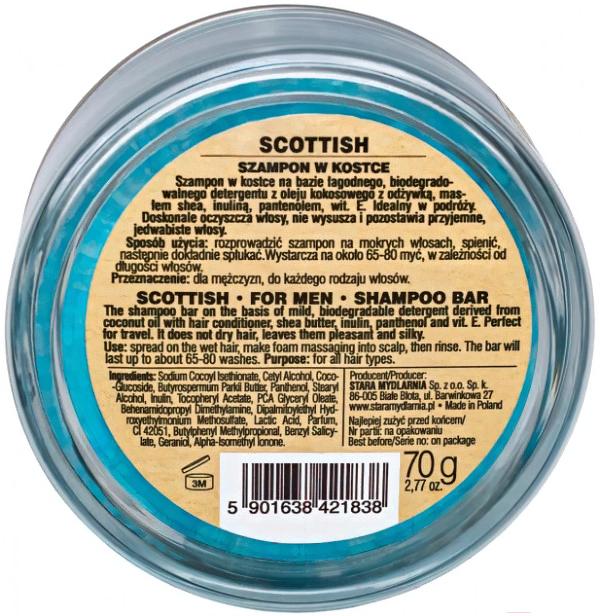 SCOTTISH
SZAMPON W KOSTCE
Szampon w kostce na bazie łagodnego, biodegrado-
walnego detergentu z oleju kokosowego z odżywką, mas-
łem shea, inuliną, pantenolem, wit. E. Idealny w podróży.
Doskonale oczyszcza włosy, nie wysusza i pozostawia przyjemne,
jedwabiste włosy.
Sposób użycia: rozprowadzić szampon na mokrych włosach, spienić,
następnie dokładnie spłukać.Wystarcza na około 65-80 myć, w zależności od
długości włosów.
Przeznaczenie: dla mężczyzn, do każdego rodzaju włosów.
SCOTTISH • FOR MEN • SHAMPOO BAR
The shampoo bar on the basis of mild, biodegradable detergent derived from
coconut oil with hair conditioner, shea butter, inulin, panthenol and vit. E. Perfect
for travel. It does not dry hair, leaves them pleasant and silky.
Use: spread on the wet hair, make foam massaging into scalp, then rinse. The bar will
last up to about 65-80 washes. Purpose: for all hair types.
Ingredients: Sodium Cocoyl Isethionate, Cetyl Alcohol, Coco-
-Glucoside, Butyrospermum Parkii Butter, Panthenol, Stearyl
Alcohol, Inulin, Tocopheryl Acetate, PCA Glyceryl Oleate,
Behenamidopropyl Dimethylamine, Dipalmitoylethyl Hyd-
roxyethylmonium Methosulfate, Lactic Acid, Parfum,
CI 42051, Butylphenyl Methylpropional, Benzyl Salicy-
late, Geraniol, Alpha-Isomethyl Ionone.
Producent/Producer:
STARA MYDLARNIA Sp. z o.o. Sp. k.
86-005 Białe Błota, ul. Barwinkowa 27
www.staramydlarnia.pl • Made in Poland
Najlepiej zużyć przed końcem/
Nr partii: na opakowaniu
Best before/Serie no: on package
3M
70 g
2,77 oz.
5 901638 421838